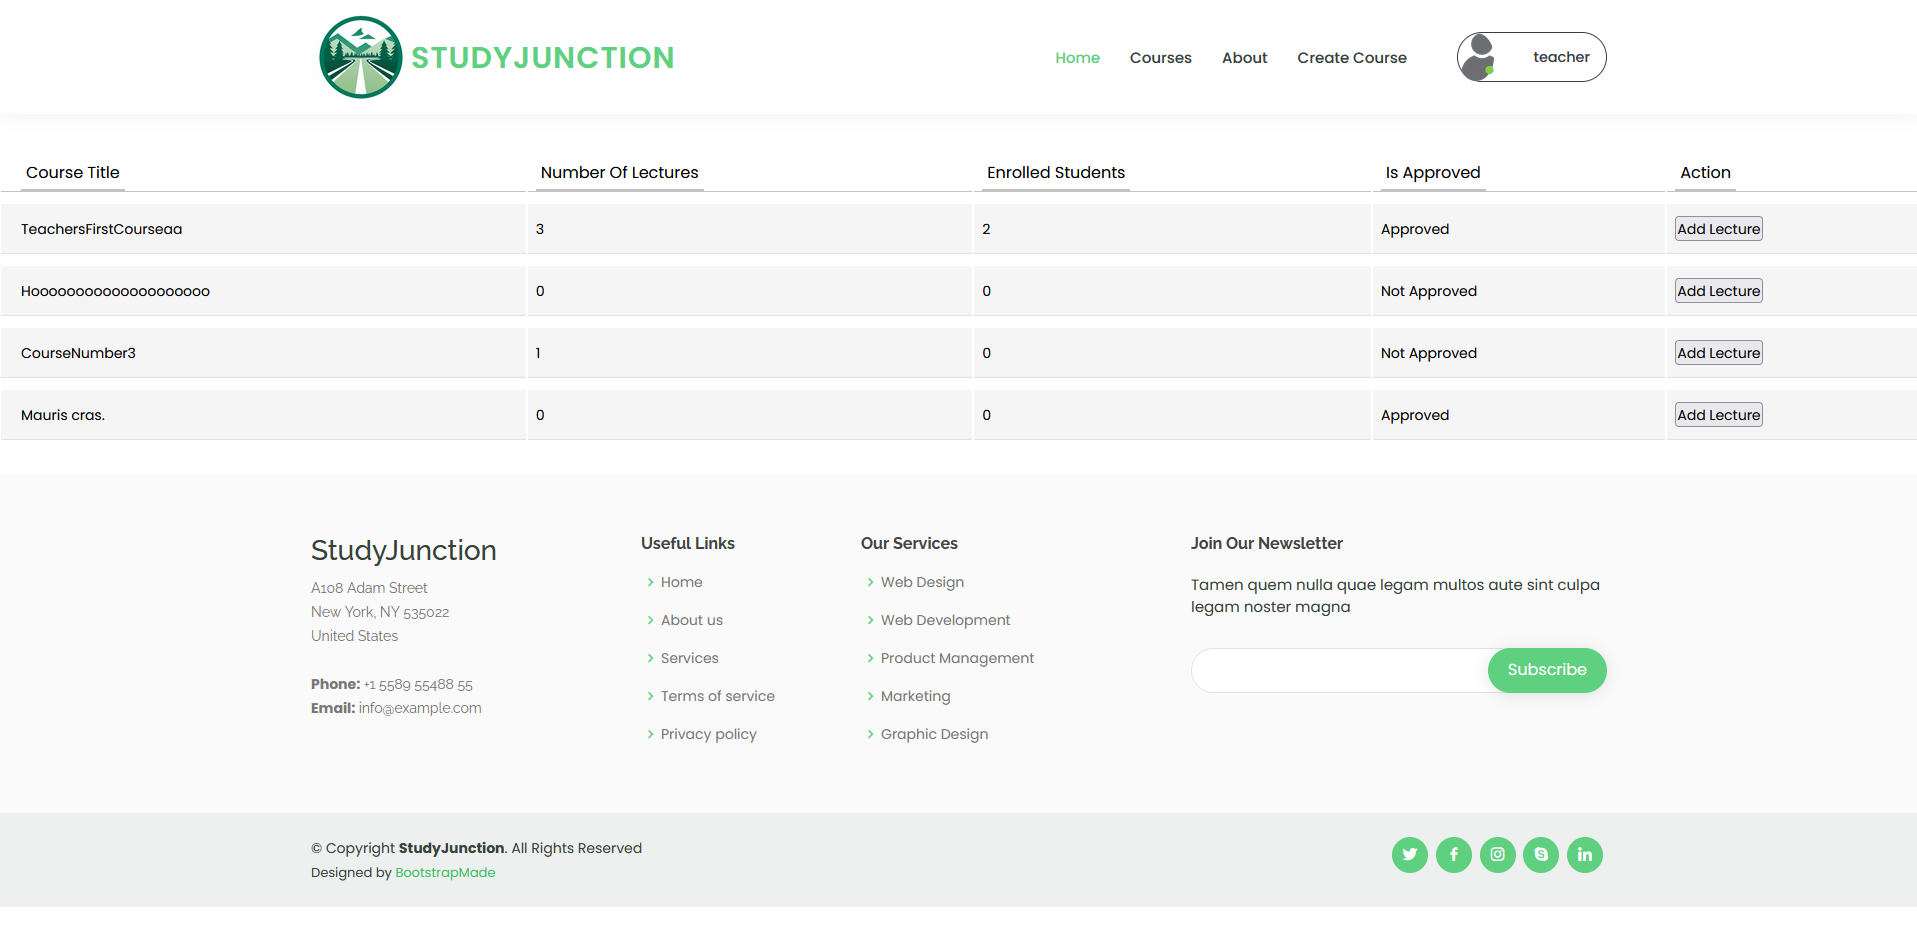 STUDYJUNCTION
Home Courses About Create Course teacher
Course Title Number Of Lectures Enrolled Students Is Approved Action
TeachersFirstCourseaa 3 2 Approved Add Lecture
Hoooooooooooooooooooo 0 0 Not Approved Add Lecture
CourseNumber3 1 0 Not Approved Add Lecture
Mauris cras. 0 0 Approved Add Lecture
StudyJunction
A108 Adam Street
New York, NY 535022
United States
Phone: +1 5589 55488 55
Email: info@example.com
Useful Links
Home
About us
Services
Terms of service
Privacy policy
Our Services
Web Design
Web Development
Product Management
Marketing
Graphic Design
Join Our Newsletter
Tamen quem nulla quae legam multos aute sint culpa
legam noster magna
Subscribe
© Copyright StudyJunction. All Rights Reserved
Designed by BootstrapMade